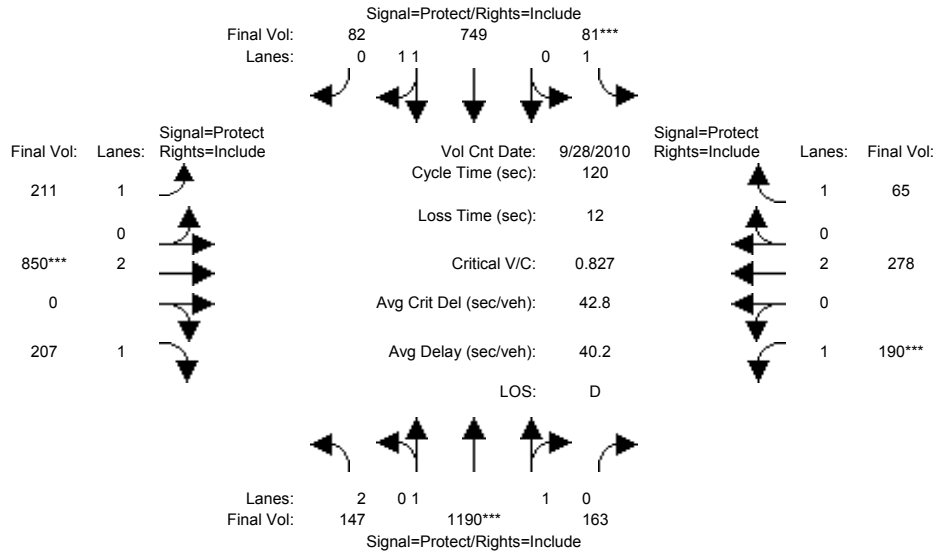 Signal=Protect/Rights=Include
Final Vol: 82 749 81***
Lanes: 0 1 1 0 1
Signal=Protect Signal=Protect
Final Vol: Lanes: Rights=Include Vol Cnt Date: 9/28/2010 Rights=Include Lanes: Final Vol:
Cycle Time (sec): 120
211 1 1 65
Loss Time (sec): 12
0 0
850*** 2 Critical V/C: 0.827 2 278
0 Avg Crit Del (sec/veh): 42.8 0
207 1 Avg Delay (sec/veh): 40.2 1 190***
LOS: D
Lanes: 2 0 1 1 0
Final Vol: 147 1190*** 163
Signal=Protect/Rights=Include